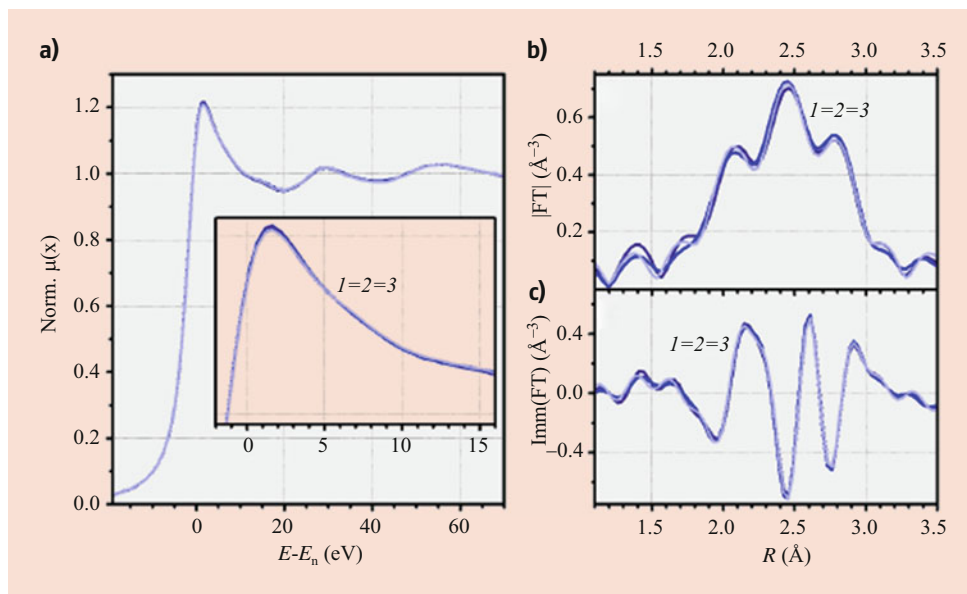 a)
Norm. μ(x)
1.2
1.0
0.8
0.6
0.4
0.2
0.0
0 20 40 60
E-Eₙ (eV)
1=2=3
0 5 10 15
b)
1.5 2.0 2.5 3.0 3.5
|FT| (Å⁻³)
0.6
0.4
0.2
1=2=3
c)
Imm(FT) (Å⁻³)
0.4
0.0
−0.4
1=2=3
1.5 2.0 2.5 3.0 3.5
R (Å)